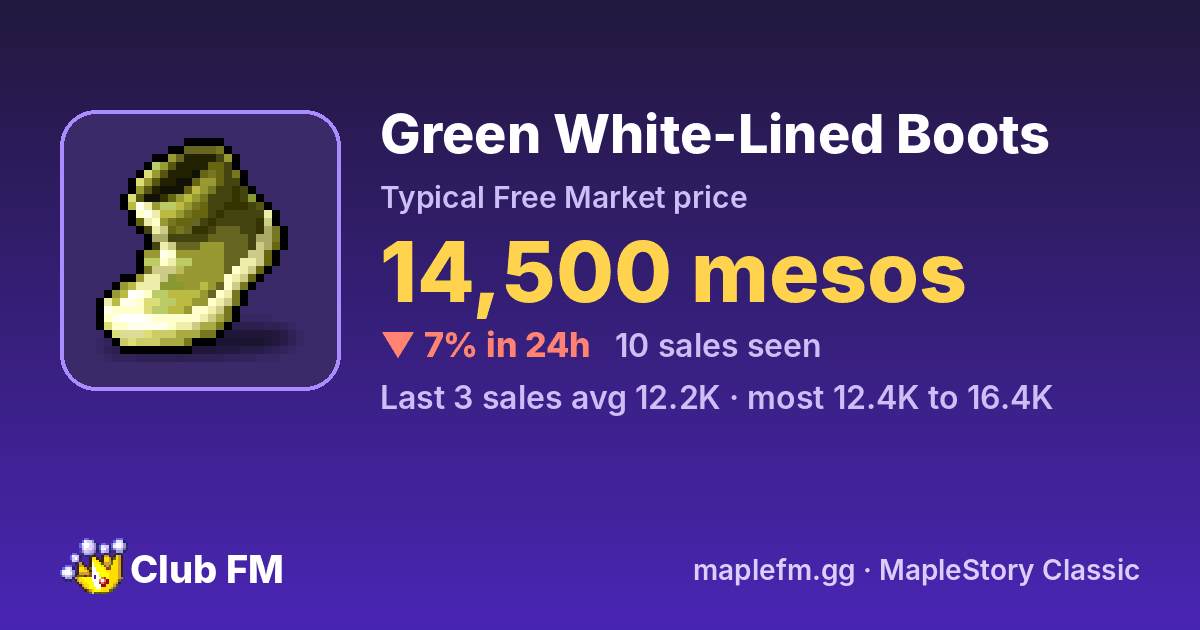 Green White-Lined Boots
Typical Free Market price
14,500 mesos
▼ 7% in 24h 10 sales seen
Last 3 sales avg 12.2K · most 12.4K to 16.4K
Club FM
maplefm.gg · MapleStory Classic